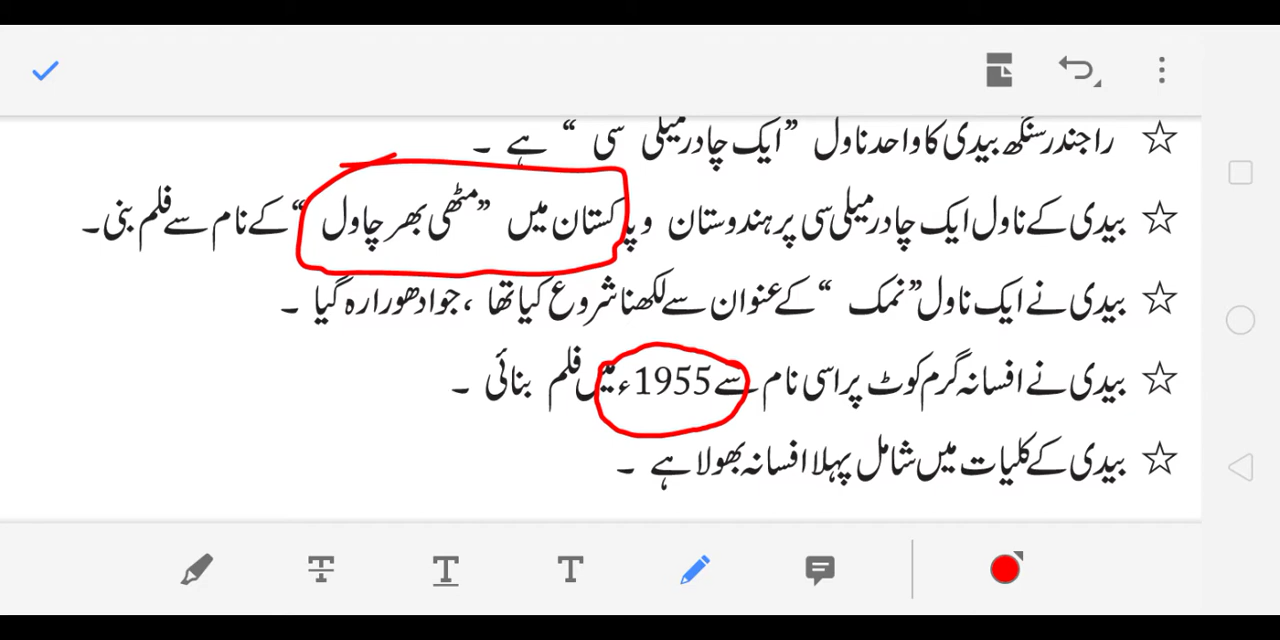 ☆ راجندر سنگھ بیدی کا واحد ناول ”ایک چادر میلی سی “ ہے ۔
☆ بیدی کے ناول ایک چادر میلی سی پر ہندوستان و پاکستان میں ”مٹھی بھر چاول “ کے نام سے فلم بنی۔
☆ بیدی نے ایک ناول”نمک “ کے عنوان سے لکھنا شروع کیا تھا ،جو ادھورا رہ گیا ۔
☆ بیدی نے افسانہ گرم کوٹ پر اسی نام سے 1955ء میں فلم بنائی ۔
☆ بیدی کے کلیات میں شامل پہلا افسانہ بھولا ہے ۔
T T T